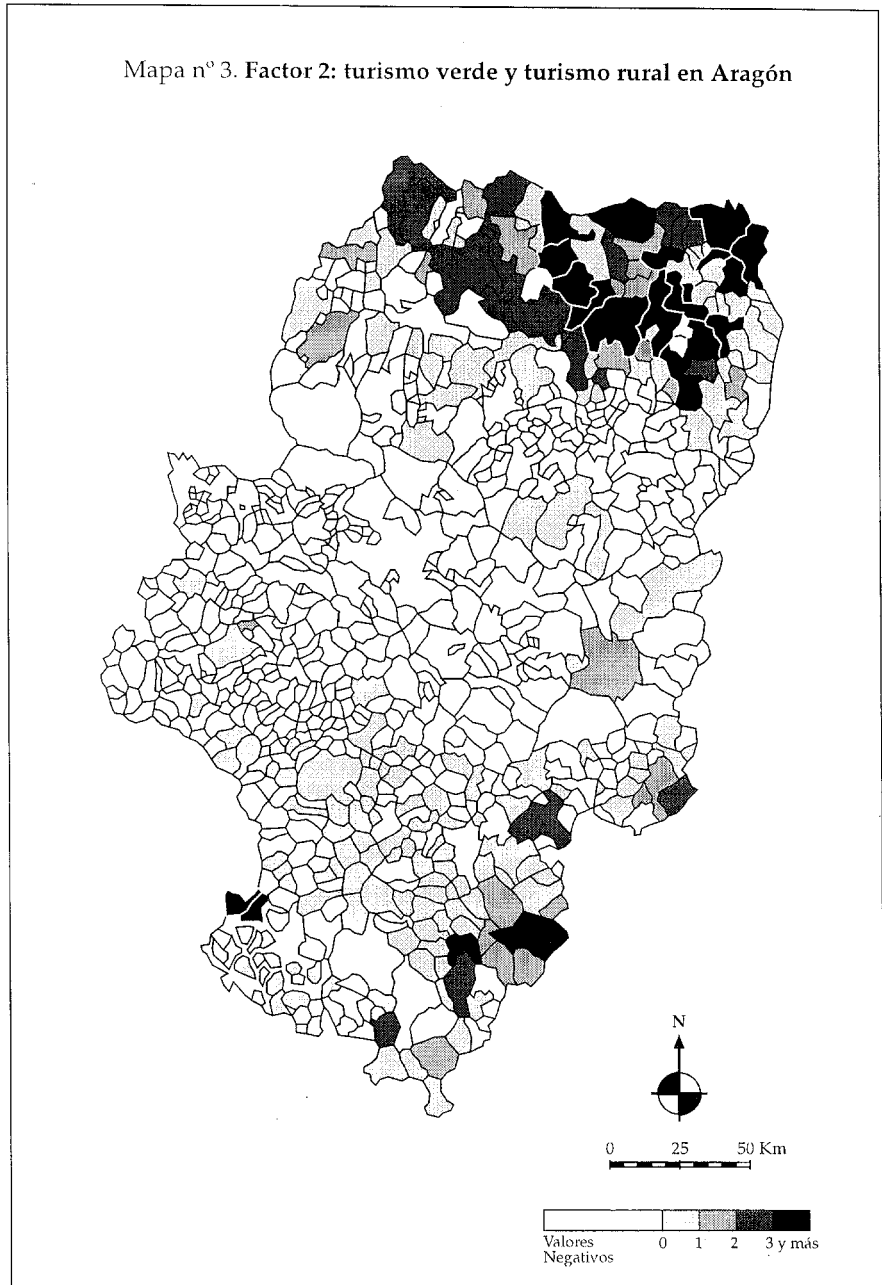 Mapa nº 3. Factor 2: turismo verde y turismo rural en Aragón
N
0 25 50 Km
Valores Negativos 0 1 2 3 y más